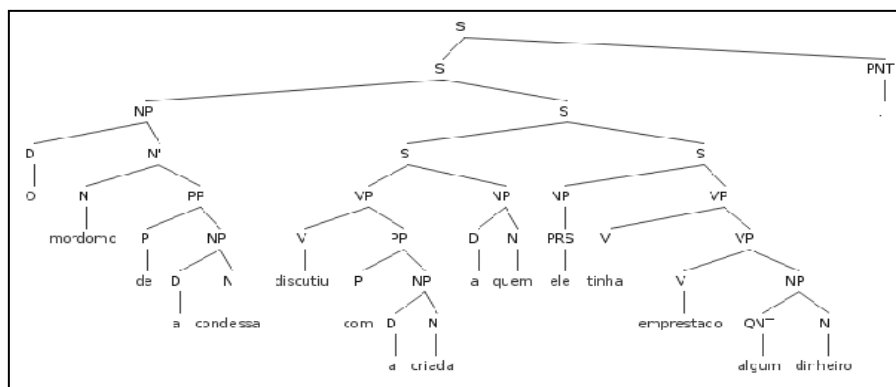 S
S PNT
NP S .
D N' S S
O N PP VP NP NP VP
mordomo P NP V PP D N PRS V VP
de D N discutiu P NP a quem ele tinha V NP
a condessa com D N emprestado QNT N
a criada algum dinheiro